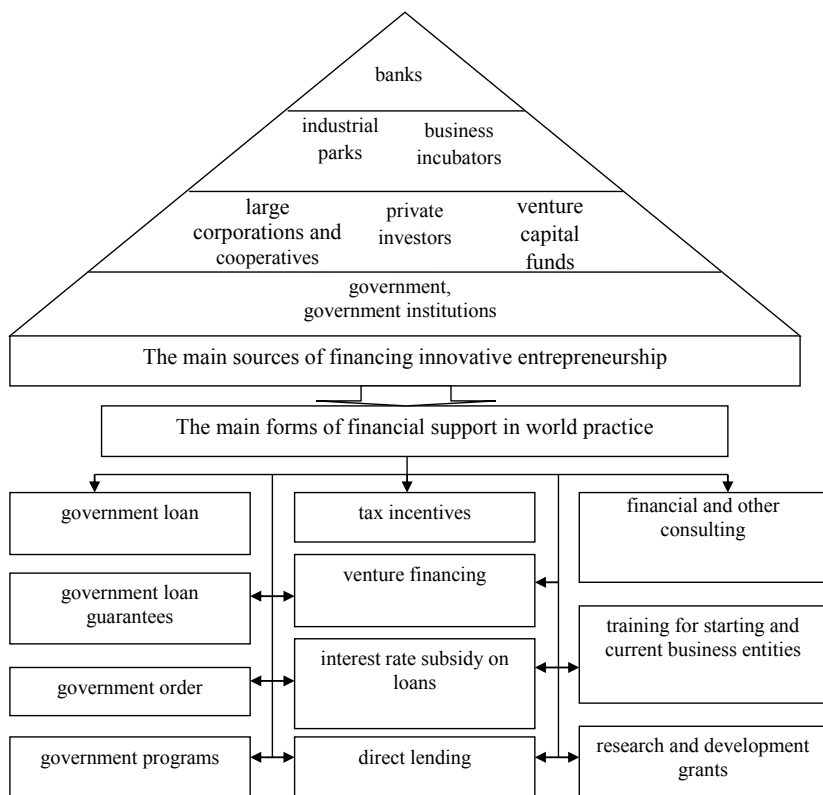 banks
industrial
parks
business
incubators
large
corporations and
cooperatives
private
investors
venture
capital
funds
government,
government institutions
The main sources of financing innovative entrepreneurship
The main forms of financial support in world practice
government loan
tax incentives
financial and other
consulting
government loan
guarantees
venture financing
training for starting and
current business entities
government order
interest rate subsidy on
loans
government programs
direct lending
research and development
grants